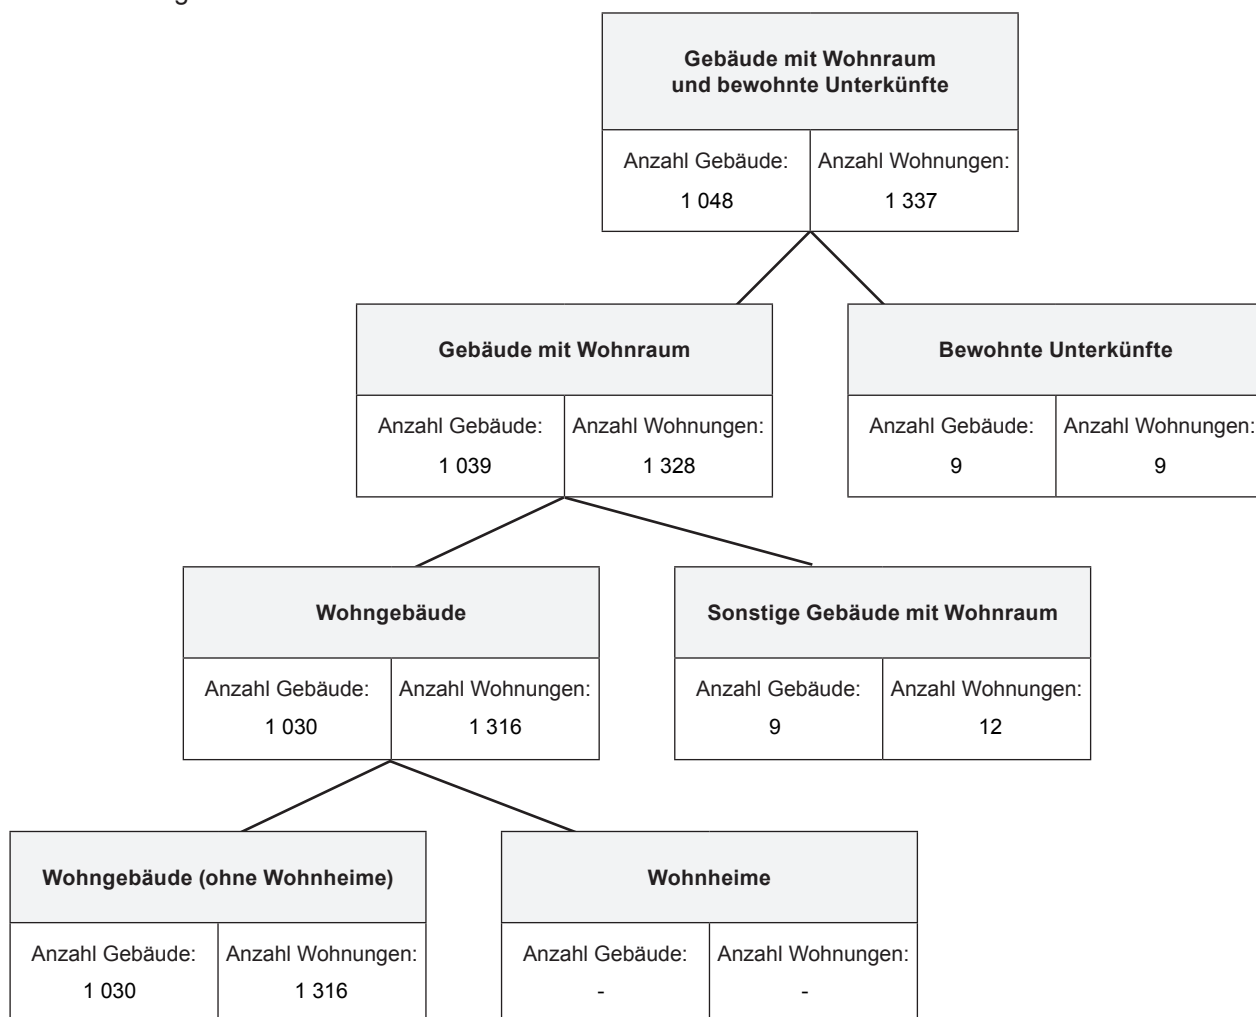 Gebäude mit Wohnraum
und bewohnte Unterkünfte
Anzahl Gebäude: Anzahl Wohnungen:
1 048 1 337
Gebäude mit Wohnraum
Anzahl Gebäude: Anzahl Wohnungen:
1 039 1 328
Bewohnte Unterkünfte
Anzahl Gebäude: Anzahl Wohnungen:
9 9
Wohngebäude
Anzahl Gebäude: Anzahl Wohnungen:
1 030 1 316
Sonstige Gebäude mit Wohnraum
Anzahl Gebäude: Anzahl Wohnungen:
9 12
Wohngebäude (ohne Wohnheime)
Anzahl Gebäude: Anzahl Wohnungen:
1 030 1 316
Wohnheime
Anzahl Gebäude: Anzahl Wohnungen:
- -